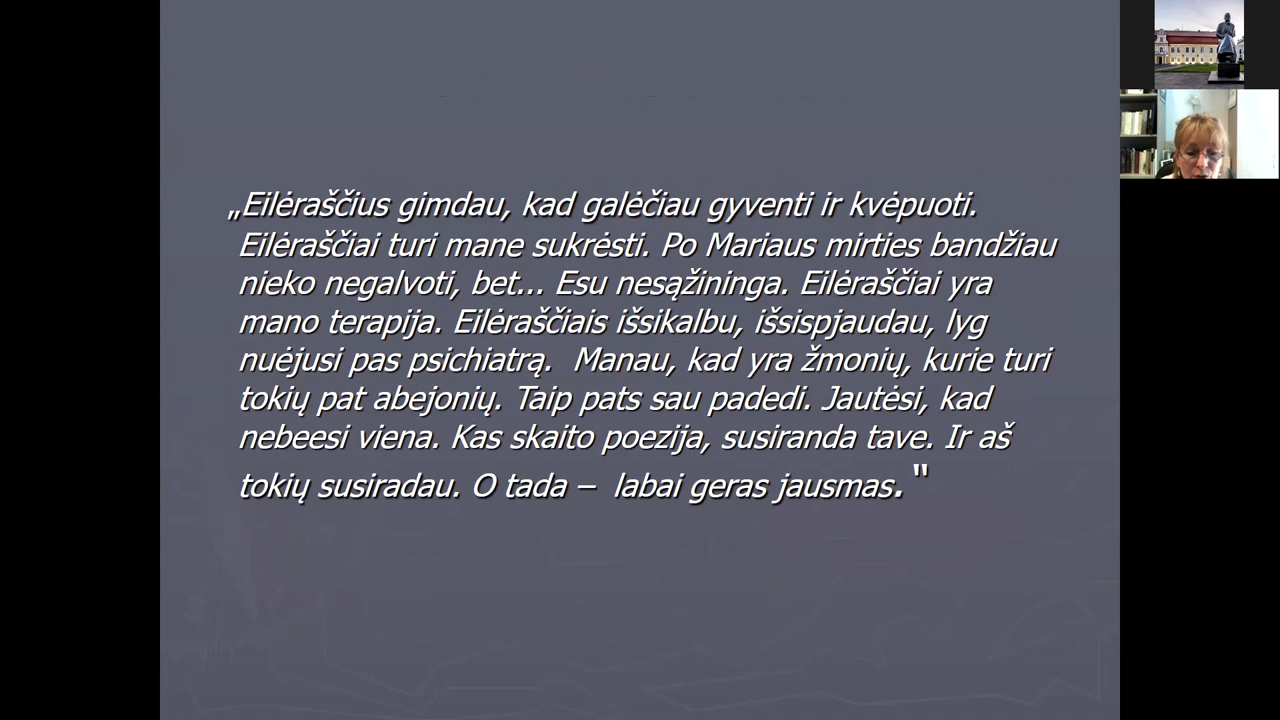 „Eilėraščius gimdau, kad galėčiau gyventi ir kvėpuoti.
Eilėraščiai turi mane sukrėsti. Po Mariaus mirties bandžiau
nieko negalvoti, bet... Esu nesąžininga. Eilėraščiai yra
mano terapija. Eilėraščiais išsikalbu, išsispjaudau, lyg
nuėjusi pas psichiatrą. Manau, kad yra žmonių, kurie turi
tokių pat abejonių. Taip pats sau padedi. Jautėsi, kad
nebeesi viena. Kas skaito poezija, susiranda tave. Ir aš
tokių susiradau. O tada – labai geras jausmas."